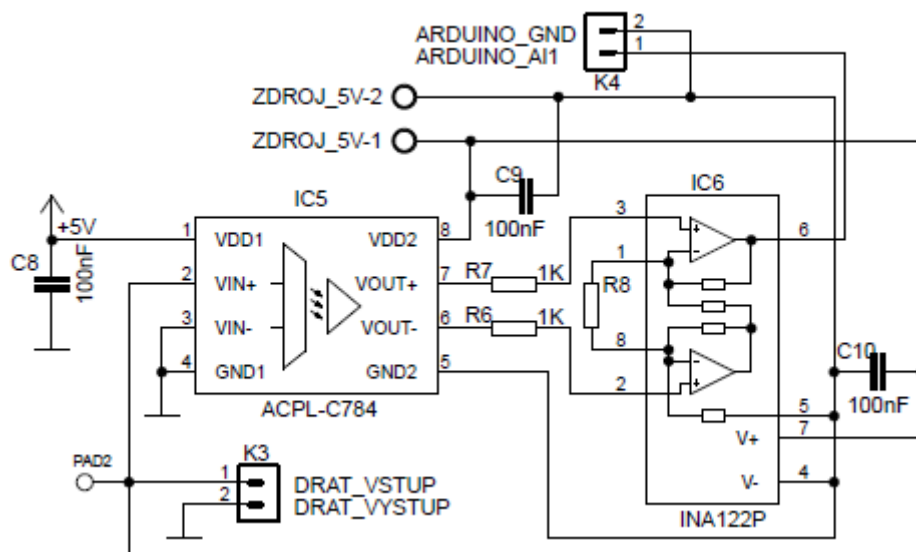 ARDUINO_GND 2
ARDUINO_AI1 1
K4
ZDROJ_5V-2
ZDROJ_5V-1
C9
100nF
IC5
IC6
+5V
C8
100nF
1 VDD1 VDD2 8
2 VIN+ VOUT+ 7
3 VIN- VOUT- 6
4 GND1 GND2 5
ACPL-C784
R7 1K
R6 1K
R8
3
1
8
2
6
5
7
4
V+
V-
INA122P
C10
100nF
PAD2
K3
1 DRAT_VSTUP
2 DRAT_VYSTUP